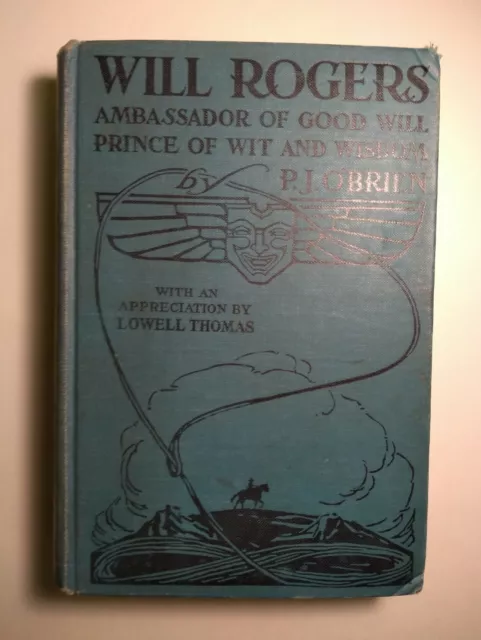 WILL ROGERS
AMBASSADOR OF GOOD WILL
PRINCE OF WIT AND WISDOM
by P.J. O'BRIEN
WITH AN
APPRECIATION BY
LOWELL THOMAS